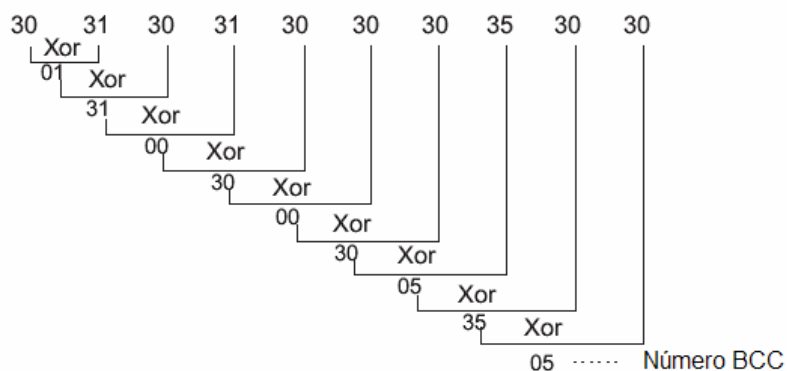 30 31 30 31 30 30 30 35 30 30
Xor
01 Xor
31 Xor
00 Xor
30 Xor
00 Xor
30 Xor
05 Xor
35 Xor
05 ...... Número BCC